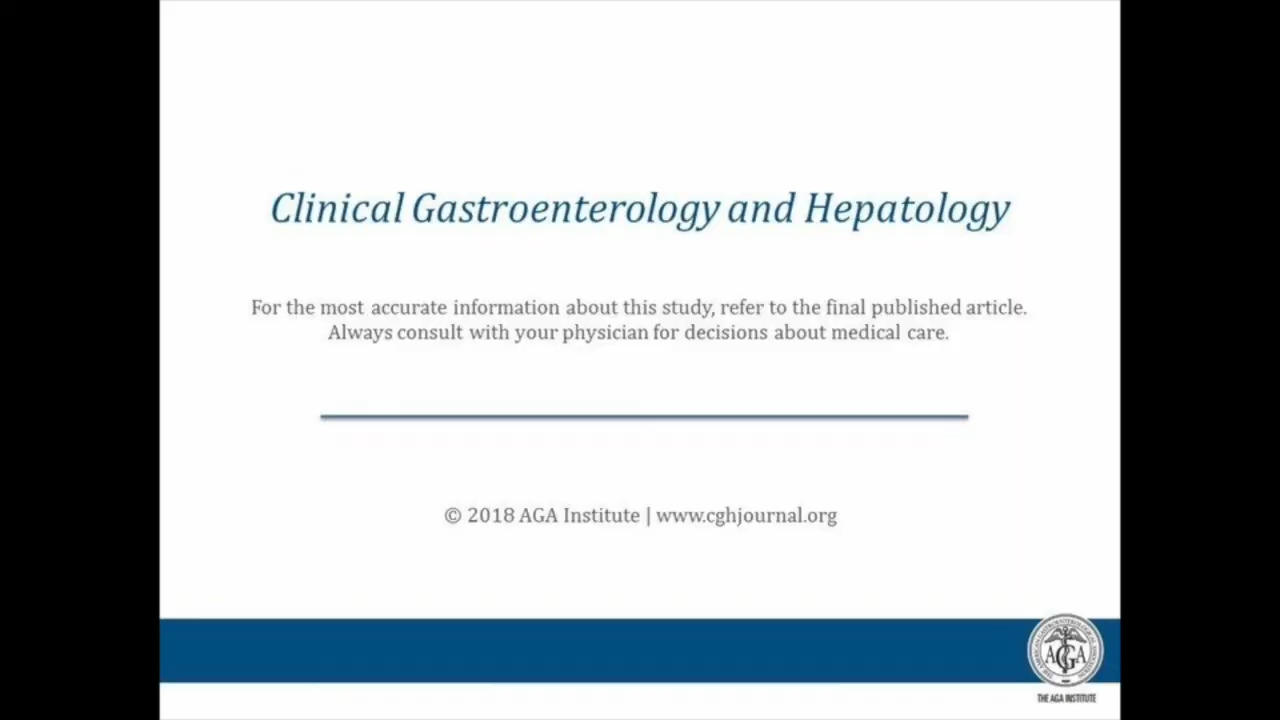 Clinical Gastroenterology and Hepatology
For the most accurate information about this study, refer to the final published article.
Always consult with your physician for decisions about medical care.
© 2018 AGA Institute | www.cghjournal.org
AGA
THE AGA INSTITUTE